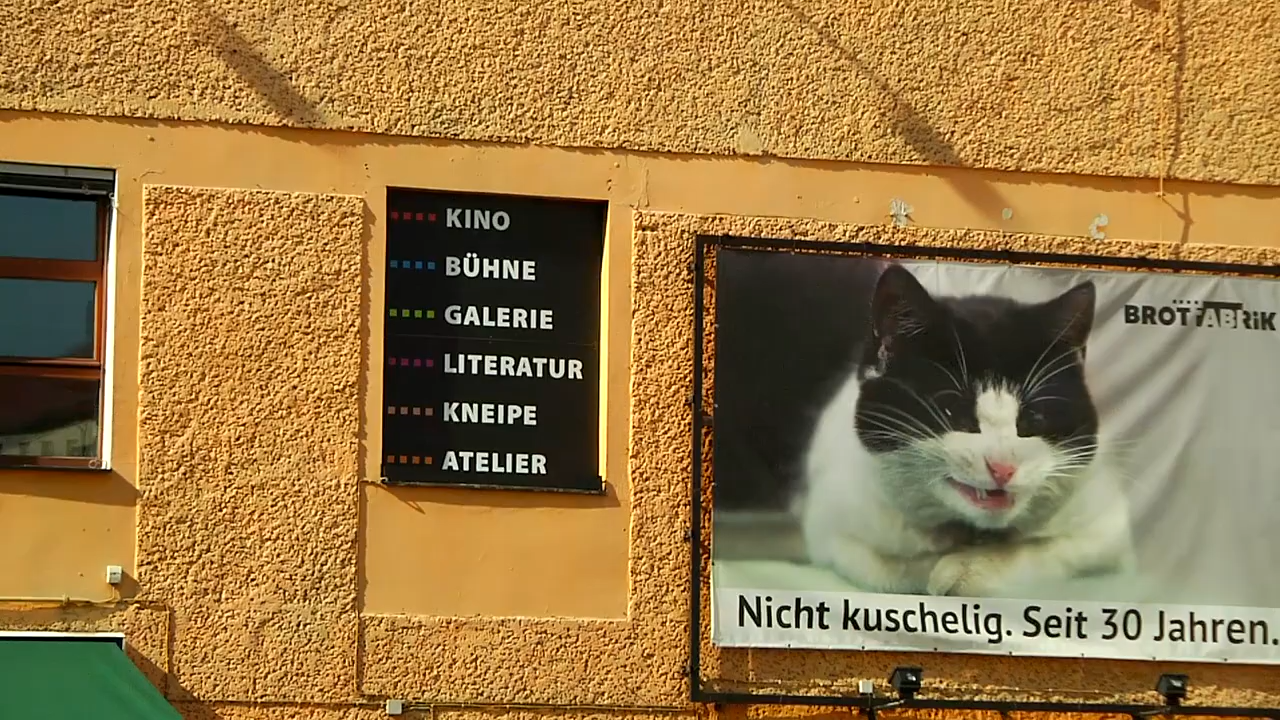 KINO
BÜHNE
GALERIE
LITERATUR
KNEIPE
ATELIER
BROTFABRiK
Nicht kuschelig. Seit 30 Jahren.